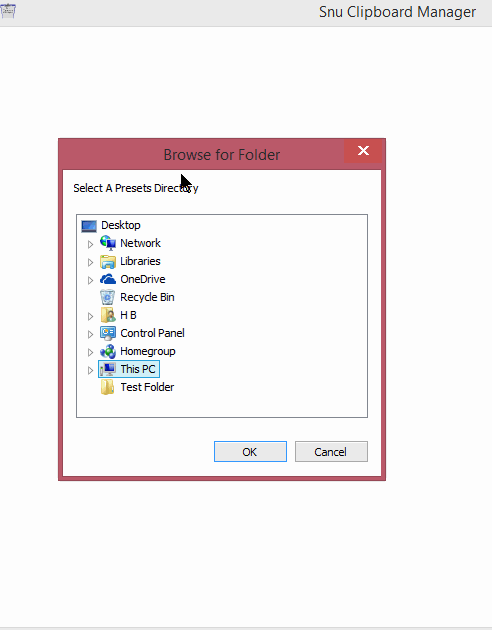 Snu Clipboard Manager
Browse for Folder
Select A Presets Directory
Desktop
Network
Libraries
OneDrive
Recycle Bin
H B
Control Panel
Homegroup
This PC
Test Folder
OK Cancel